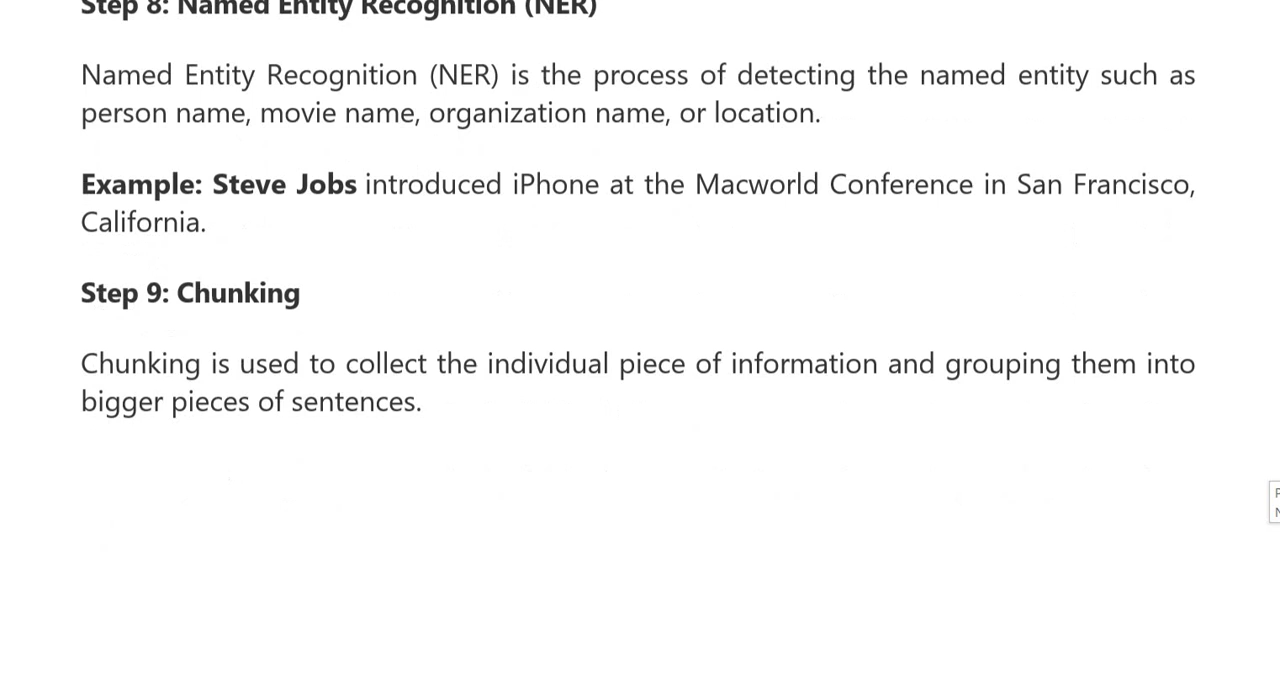 Step 8: Named Entity Recognition (NER)
Named Entity Recognition (NER) is the process of detecting the named entity such as
person name, movie name, organization name, or location.
Example: Steve Jobs introduced iPhone at the Macworld Conference in San Francisco,
California.
Step 9: Chunking
Chunking is used to collect the individual piece of information and grouping them into
bigger pieces of sentences.